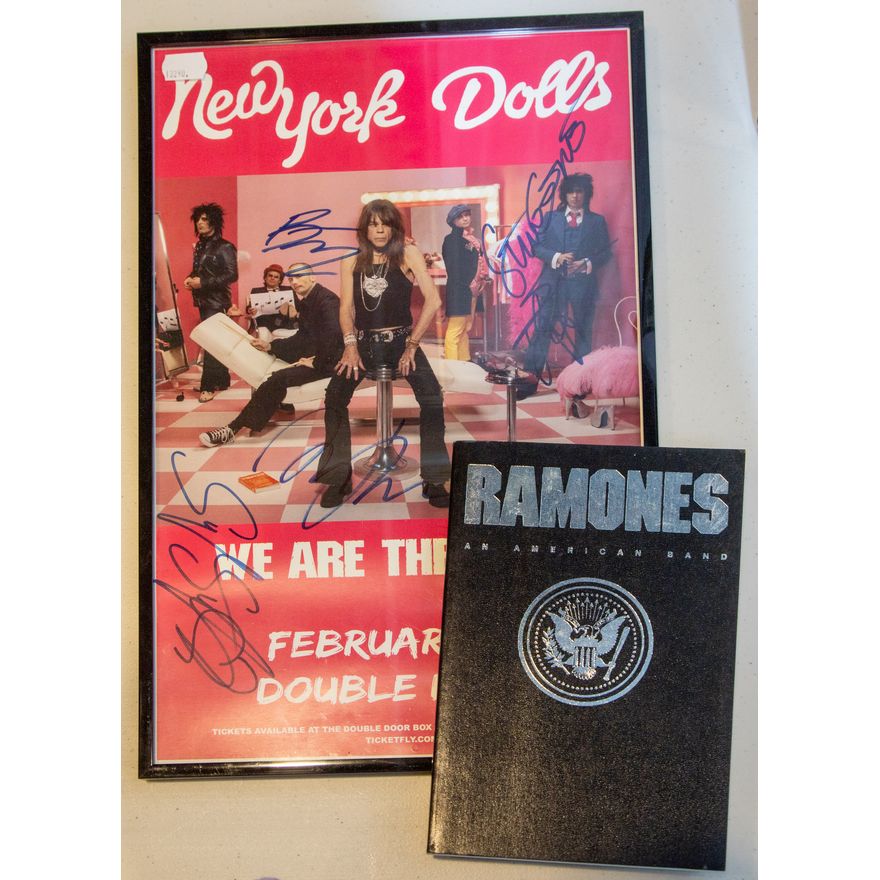 New York Dolls
WE ARE THE
FEBRUAR
DOUBLE
TICKETS AVAILABLE AT THE DOUBLE DOOR BOX
TICKETFLY.COM
RAMONES
AN AMERICAN BAND